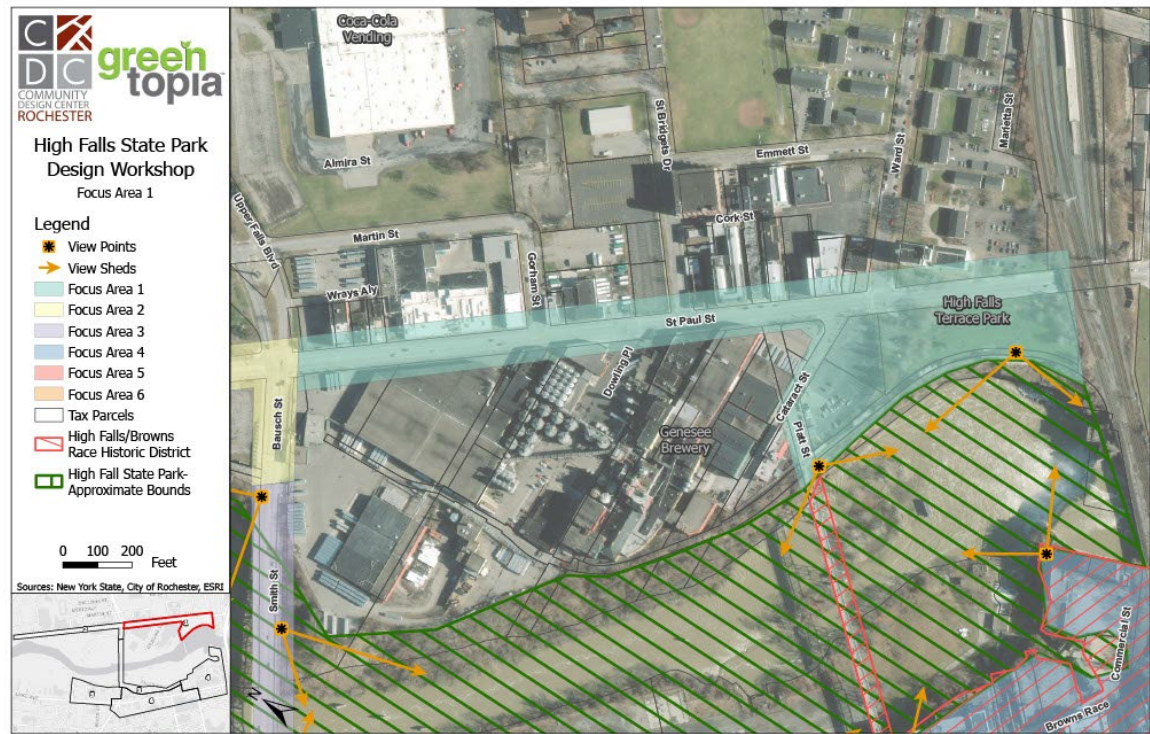 C
DC
COMMUNITY
DESIGN CENTER
ROCHESTER
green
topia
High Falls State Park
Design Workshop
Focus Area 1
Legend
View Points
View Sheds
Focus Area 1
Focus Area 2
Focus Area 3
Focus Area 4
Focus Area 5
Focus Area 6
Tax Parcels
High Falls/Browns
Race Historic District
High Fall State Park-
Approximate Bounds
0 100 200
Feet
Sources: New York State, City of Rochester, ESRI
Coca-Cola
Vending
Almira St
St Bridgets Dr
Emmett St
Ward St
Marietta St
Upper Falls Blvd
Martin St
Cork St
Gorham St
Wrays Aly
St Paul St
High Falls
Terrace Park
Bausch St
Dowling Pl
Cataract St
Platt St
Genesee
Brewery
Smith St
Commercial St
Browns Race
N